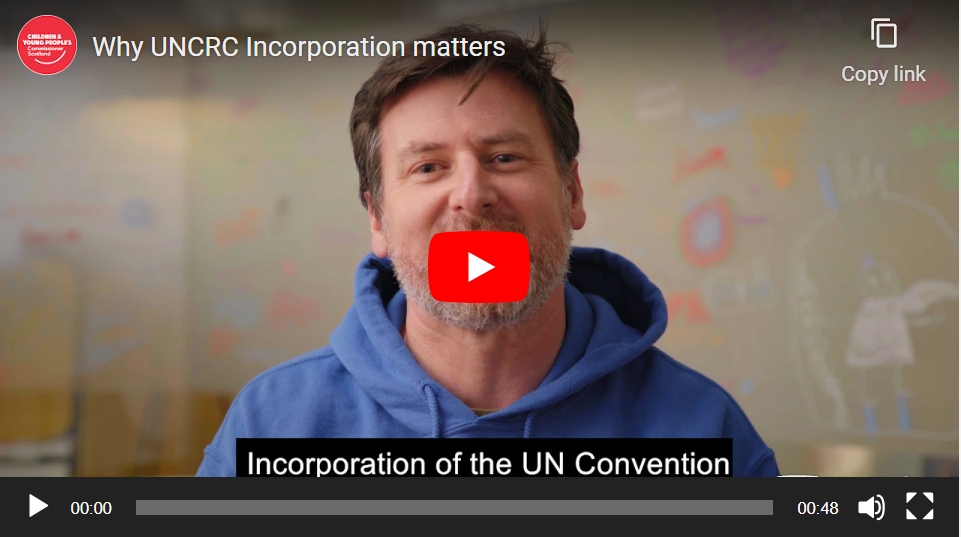 CHILDREN &
YOUNG PEOPLE'S
Commissioner
Scotland
Why UNCRC Incorporation matters
Copy link
Incorporation of the UN Convention
00:00
00:48